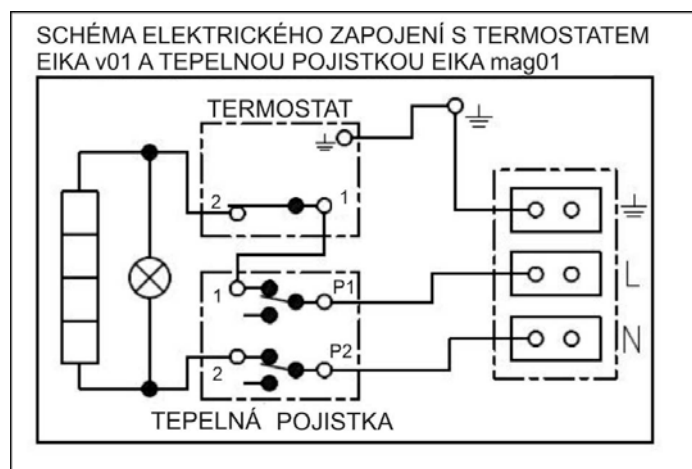 SCHÉMA ELEKTRICKÉHO ZAPOJENÍ S TERMOSTATEM
EIKA v01 A TEPELNOU POJISTKOU EIKA mag01
TERMOSTAT
2
1
1
P1
L
2
P2
N
TEPELNÁ POJISTKA